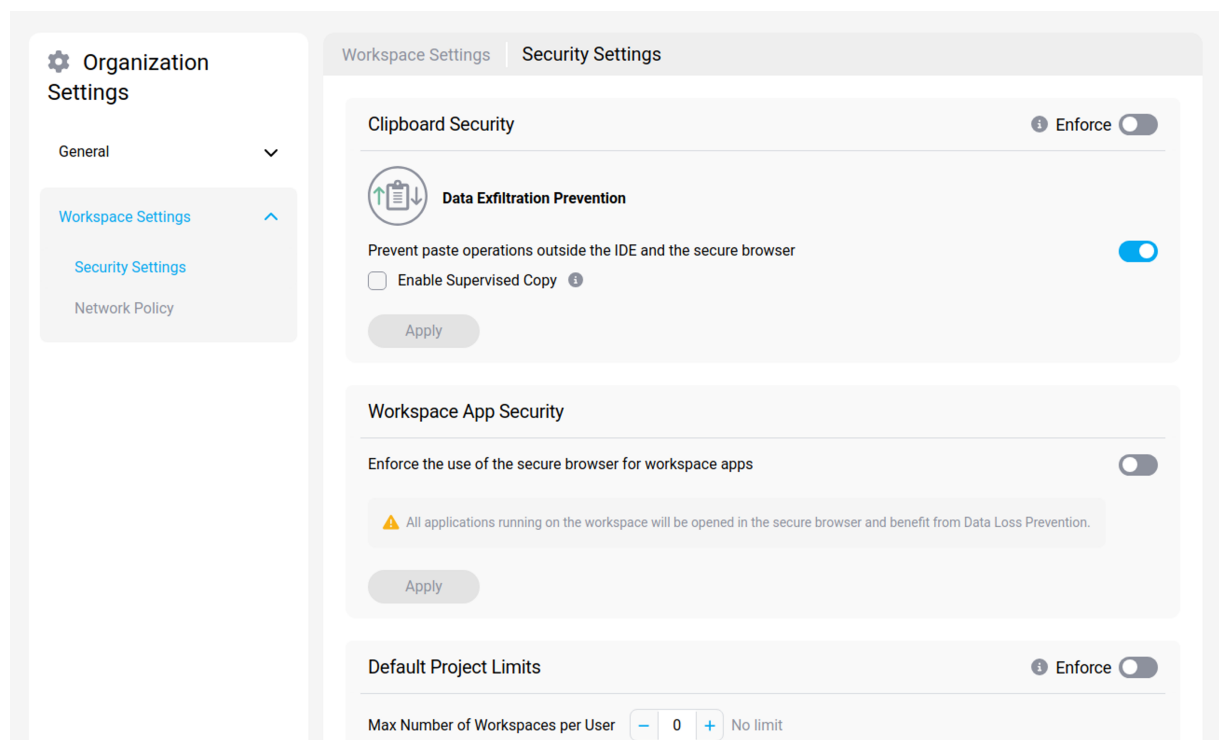 Organization
Settings
General
Workspace Settings
Security Settings
Network Policy
Workspace Settings
Security Settings
Clipboard Security
Enforce
Data Exfiltration Prevention
Prevent paste operations outside the IDE and the secure browser
Enable Supervised Copy
Apply
Workspace App Security
Enforce the use of the secure browser for workspace apps
All applications running on the workspace will be opened in the secure browser and benefit from Data Loss Prevention.
Apply
Default Project Limits
Enforce
Max Number of Workspaces per User − 0 + No limit